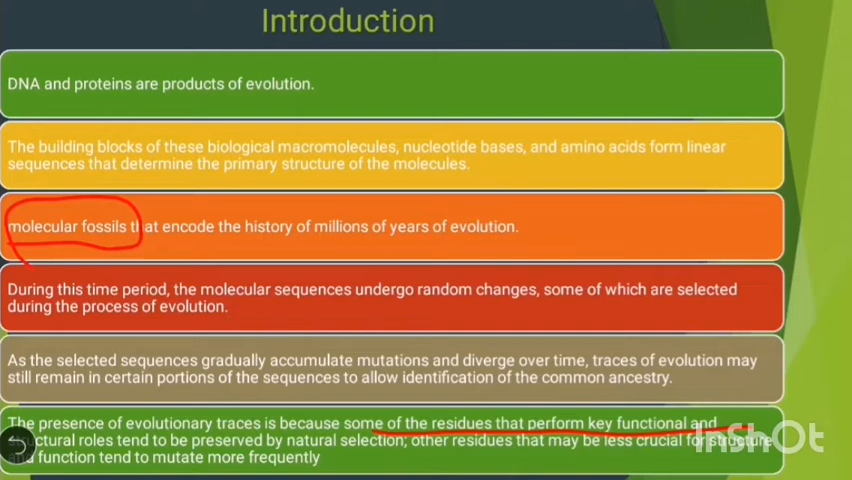 Introduction
DNA and proteins are products of evolution.
The building blocks of these biological macromolecules, nucleotide bases, and amino acids form linear
sequences that determine the primary structure of the molecules.
molecular fossils that encode the history of millions of years of evolution.
During this time period, the molecular sequences undergo random changes, some of which are selected
during the process of evolution.
As the selected sequences gradually accumulate mutations and diverge over time, traces of evolution may
still remain in certain portions of the sequences to allow identification of the common ancestry.
The presence of evolutionary traces is because some of the residues that perform key functional and
structural roles tend to be preserved by natural selection; other residues that may be less crucial for structure
and function tend to mutate more frequently
InShOt